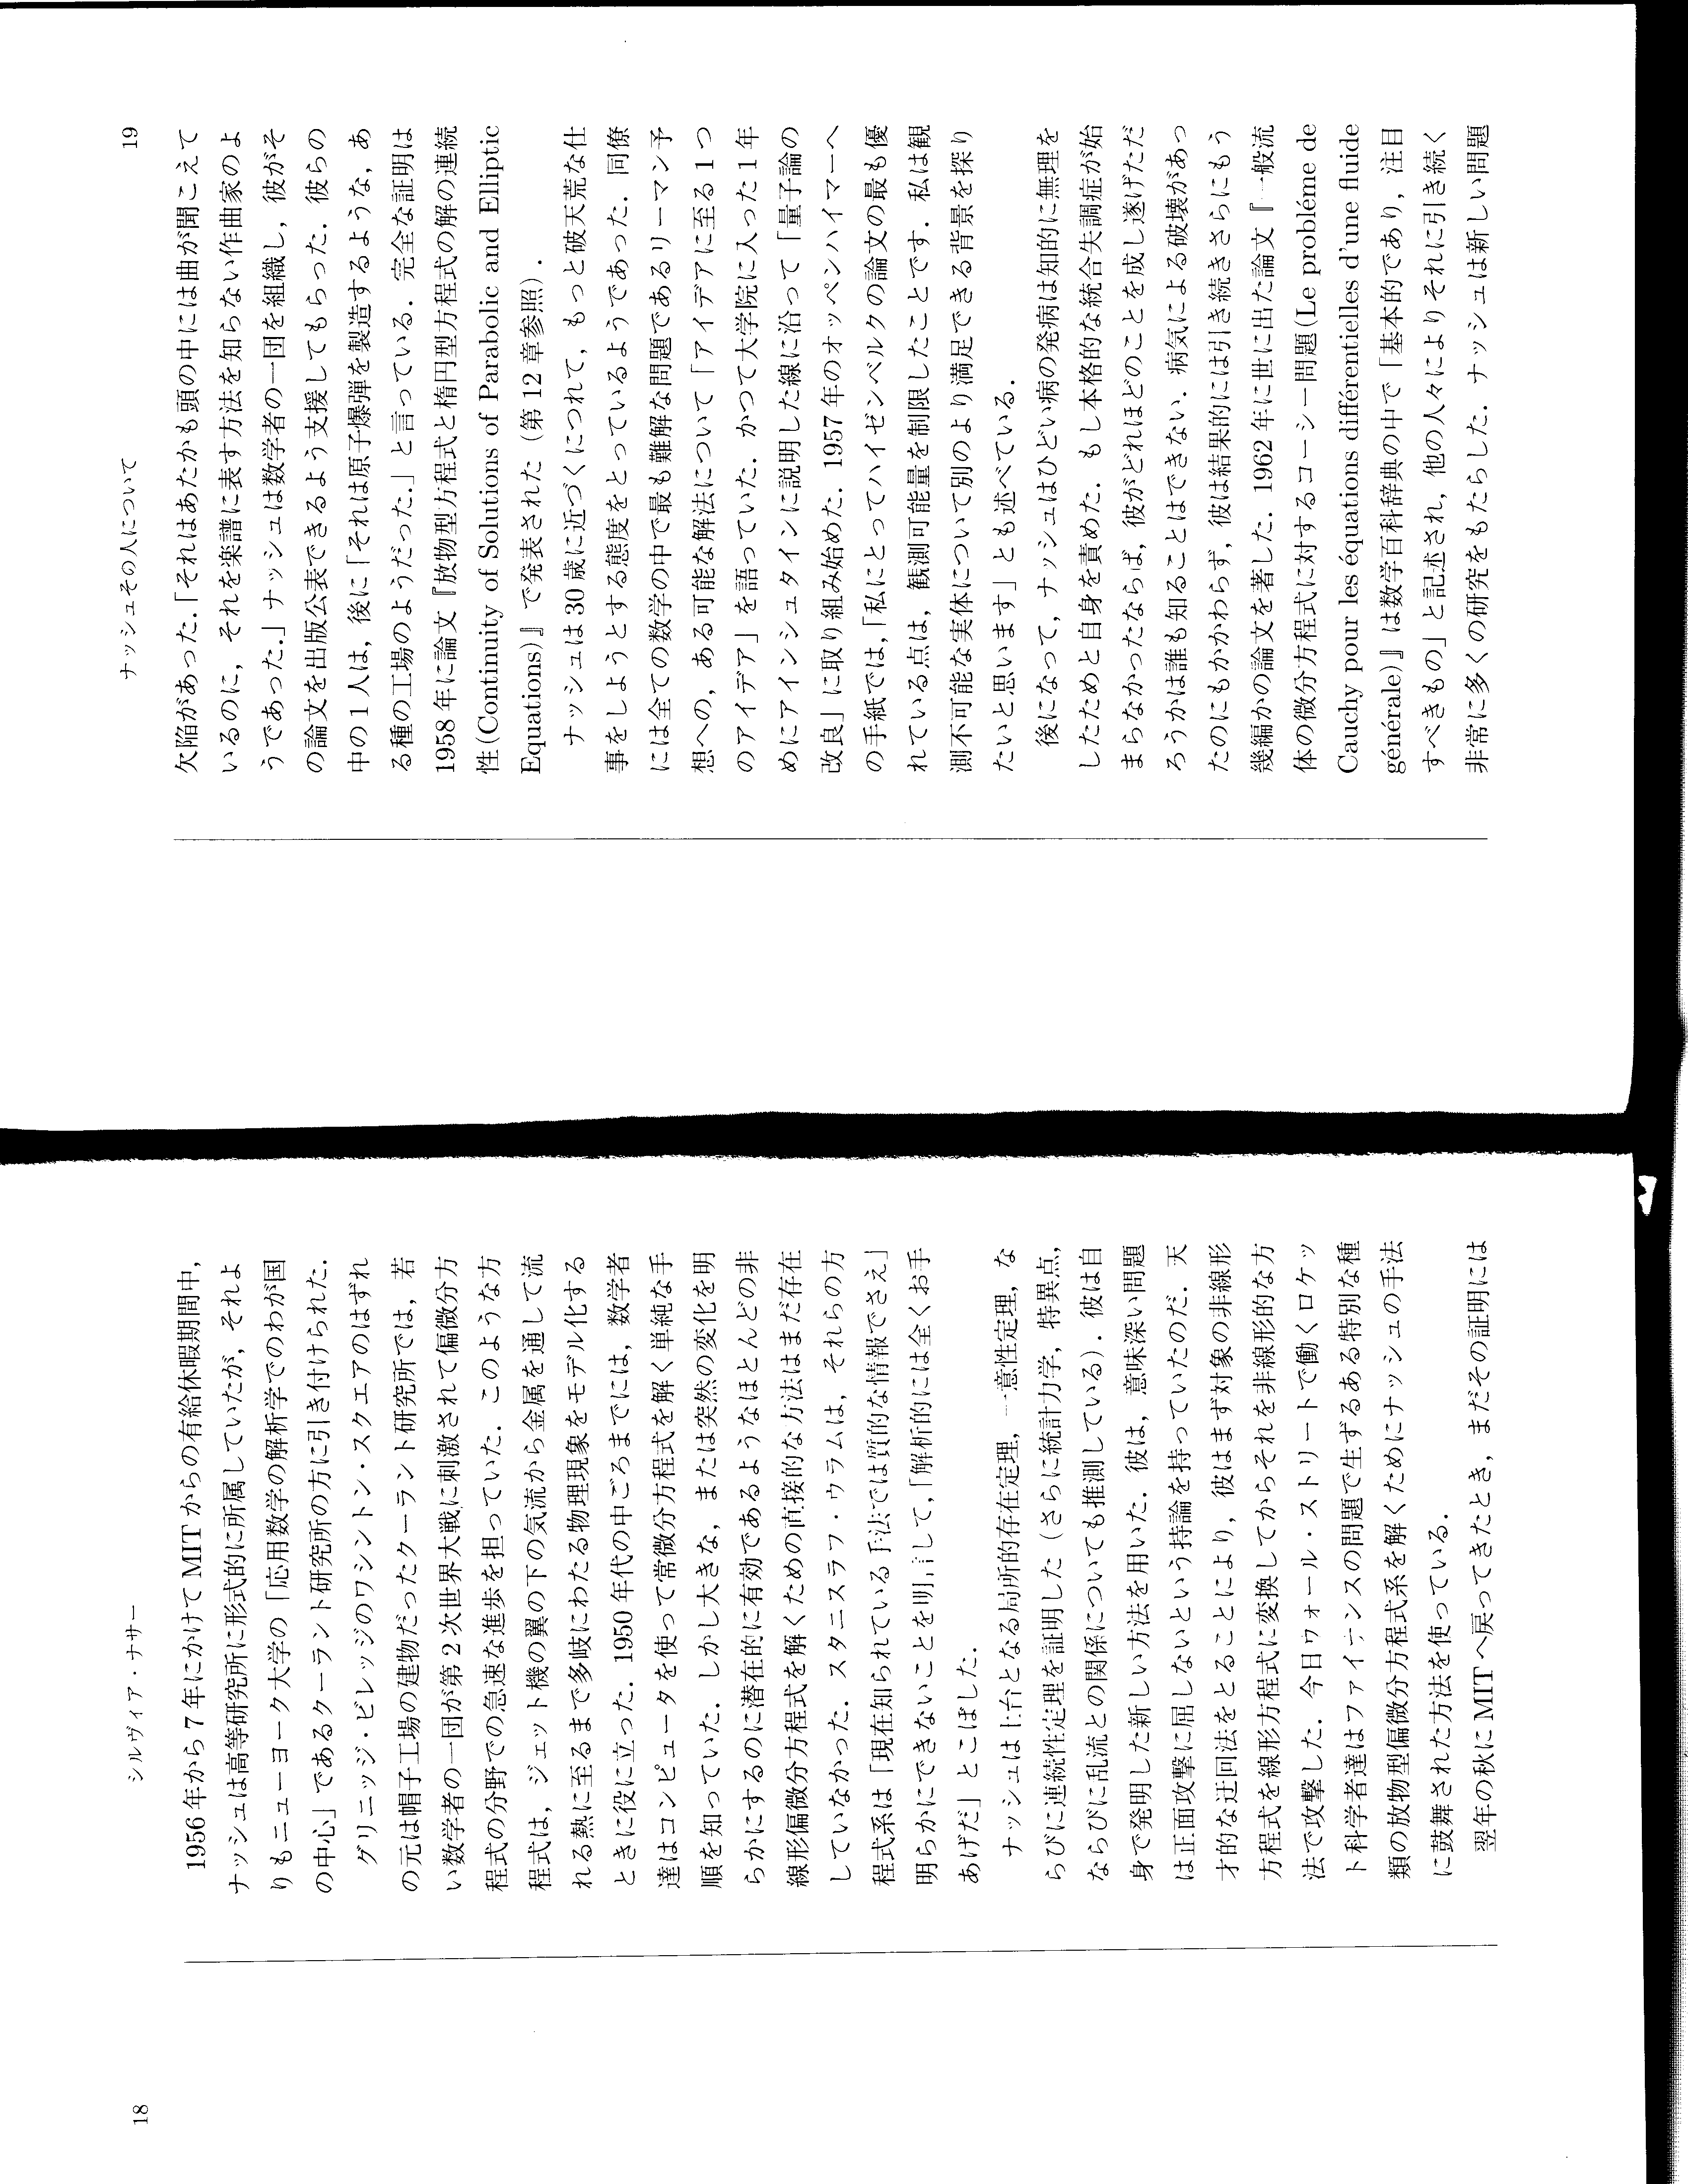 18
シルヴィア・ナサー
1956年から7年にかけてMITからの有給休暇期間中,
ナッシュは高等研究所に形式的に所属していたが, それよ
りもニューヨーク大学の「応用数学の解析学でのわが国
の中心」であるクーラント研究所の方に引き付けられた.
グリニッジ・ビレッジのワシントン・スクエアのはずれ
の元は帽子工場の建物だったクーラント研究所では, 若
い数学者の一団が第2次世界大戦に刺激されて偏微分方
程式の分野での急速な進歩を担っていた. このような方
程式は, ジェット機の翼の下の気流から金属を通して流
れる熱に至るまで多岐にわたる物理現象をモデル化する
ときに役に立った. 1950年代の中ごろまでには, 数学者
達はコンピュータを使って常微分方程式を解く単純な手
順を知っていた. しかし大きな, または突然の変化を明
らかにするのに潜在的に有効であるようなほとんどの非
線形偏微分方程式を解くための直接的な方法はまだ存在
していなかった. スタニスラフ・ウラムは, それらの方
程式系は「現在知られている手法では質的な情報でさえ」
明らかにできないことを明言して,「解析的には全くお手
あげだ」とこぼした.
ナッシュは土台となる局所的存在定理, 一意性定理, な
らびに連続性定理を証明した (さらに統計力学, 特異点,
ならびに乱流との関係についても推測している). 彼は自
身で発明した新しい方法を用いた. 彼は, 意味深い問題
は正面攻撃に屈しないという持論を持っていたのだ. 天
才的な迂回法をとることにより, 彼はまず対象の非線形
方程式を線形方程式に変換してからそれを非線形的な方
法で攻撃した. 今日ウォール・ストリートで働くロケッ
ト科学者達はファイナンスの問題で生ずるある特別な種
類の放物型偏微分方程式系を解くためにナッシュの手法
に鼓舞された方法を使っている.
翌年の秋にMITへ戻ってきたとき, まだその証明には
ナッシュその人について
19
欠陥があった.「それはあたかも頭の中には曲が聞こえて
いるのに, それを楽譜に表す方法を知らない作曲家のよ
うであった.」ナッシュは数学者の一団を組織し, 彼がそ
の論文を出版公表できるよう支援してもらった. 彼らの
中の1人は, 後に「それは原子爆弾を製造するような, あ
る種の工場のようだった.」と言っている. 完全な証明は
1958年に論文『放物型方程式と楕円型方程式の解の連続
性(Continuity of Solutions of Parabolic and Elliptic
Equations)』で発表された (第12章参照).
ナッシュは30歳に近づくにつれて, もっと破天荒な仕
事をしようとする態度をとっているようであった. 同僚
には全ての数学の中で最も難解な問題であるリーマン予
想への, ある可能な解法について「アイデアに至る1つ
のアイデア」を語っていた. かつて大学院に入った1年
めにアインシュタインに説明した線に沿って「量子論の
改良」に取り組み始めた. 1957年のオッペンハイマーへ
の手紙では,「私にとってハイゼンベルクの論文の最も優
れている点は, 観測可能量を制限したことです. 私は観
測不可能な実体について別のより満足できる背景を探り
たいと思います」とも述べている.
後になって, ナッシュはひどい病の発病は知的に無理を
したためと自身を責めた. もし本格的な統合失調症が始
まらなかったならば, 彼がどれほどのことを成し遂げただ
ろうかは誰も知ることはできない. 病気による破壊があっ
たのにもかかわらず, 彼は結果的には引き続きさらにもう
幾編かの論文を著した. 1962年に世に出た論文『一般流
体の微分方程式に対するコーシー問題(Le probléme de
Cauchy pour les équations différentielles d'une fluide
générale)』は数学百科辞典の中で「基本的であり, 注目
すべきもの」と記述され, 他の人々によりそれに引き続く
非常に多くの研究をもたらした. ナッシュは新しい問題